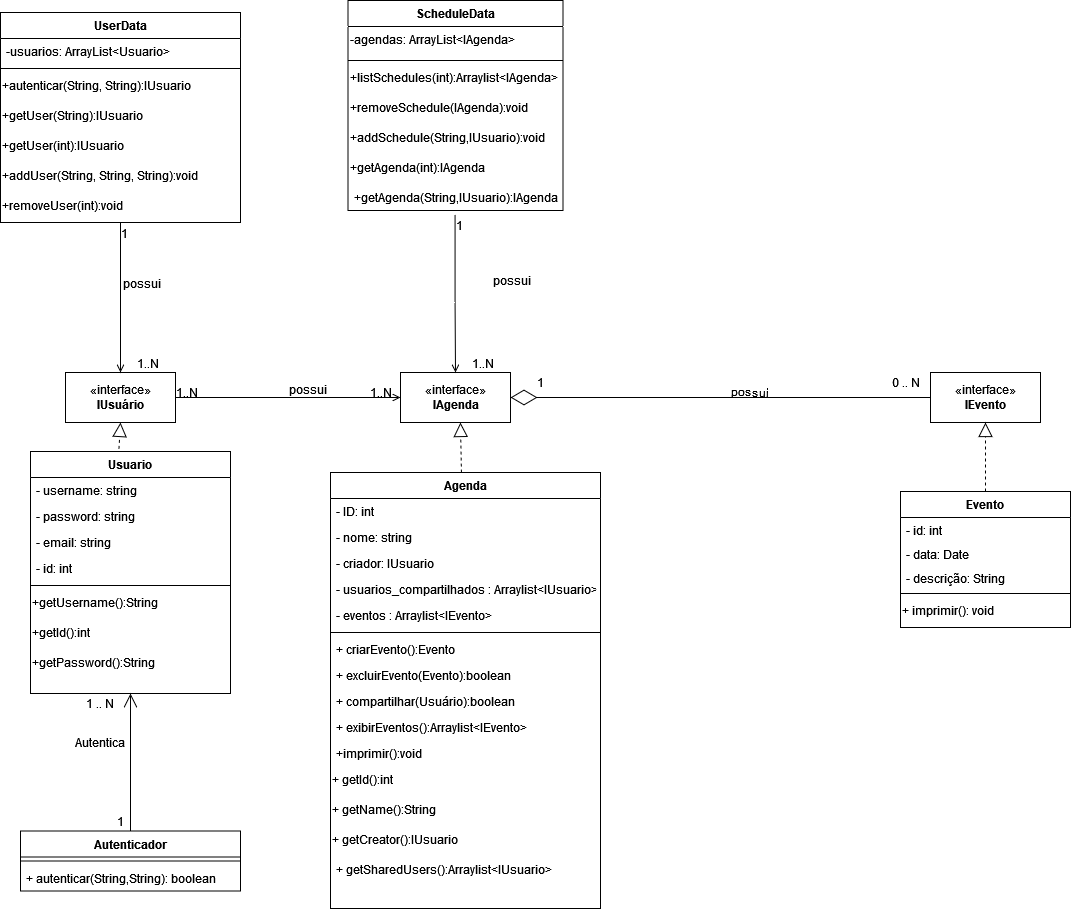 UserData
-usuarios: ArrayList<Usuario>
+autenticar(String, String):IUsuario
+getUser(String):IUsuario
+getUser(int):IUsuario
+addUser(String, String, String):void
+removeUser(int):void
ScheduleData
-agendas: ArrayList<IAgenda>
+listSchedules(int):Arraylist<IAgenda>
+removeSchedule(IAgenda):void
+addSchedule(String,IUsuario):void
+getAgenda(int):IAgenda
+getAgenda(String,IUsuario):IAgenda
1
possui
1..N
1
possui
1..N
«interface»
IUsuário
1..N
possui
1..N
«interface»
IAgenda
1
possui
0 .. N
«interface»
IEvento
Usuario
- username: string
- password: string
- email: string
- id: int
+getUsername():String
+getId():int
+getPassword():String
1 .. N
Autentica
1
Autenticador
+ autenticar(String,String): boolean
Agenda
- ID: int
- nome: string
- criador: IUsuario
- usuarios_compartilhados : Arraylist<IUsuario>
- eventos : Arraylist<IEvento>
+ criarEvento():Evento
+ excluirEvento(Evento):boolean
+ compartilhar(Usuário):boolean
+ exibirEventos():Arraylist<IEvento>
+imprimir():void
+ getId():int
+ getName():String
+ getCreator():IUsuario
+ getSharedUsers():Arraylist<IUsuario>
Evento
- id: int
- data: Date
- descrição: String
+ imprimir(): void